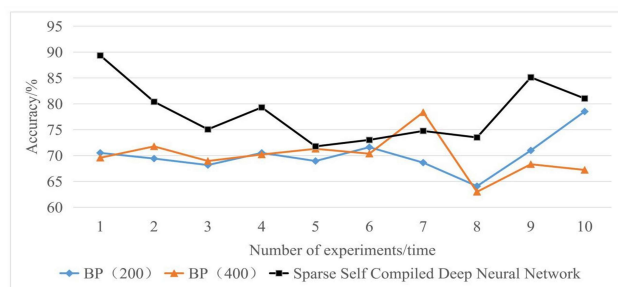 95
90
85
80
75
70
65
60
Accuracy/%
1 2 3 4 5 6 7 8 9 10
Number of experiments/time
BP（200） BP（400） Sparse Self Compiled Deep Neural Network